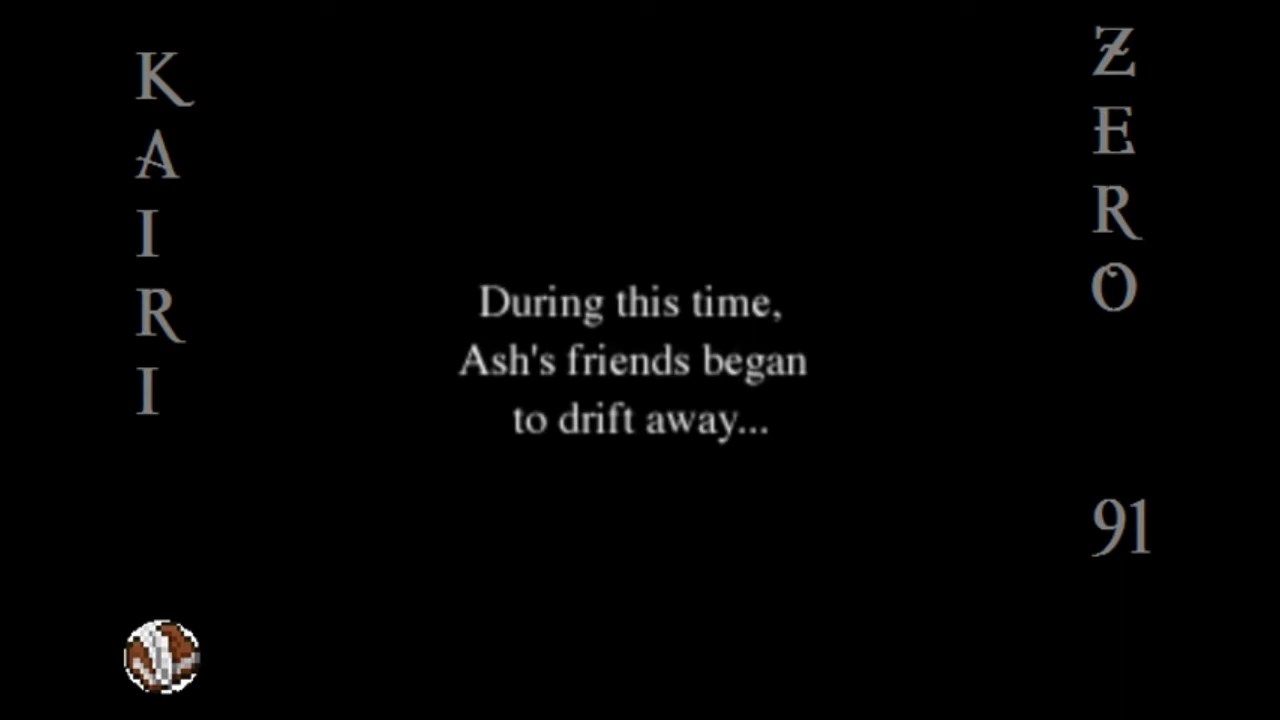 KAIRI
During this time,
Ash's friends began
to drift away...
ZERO
91